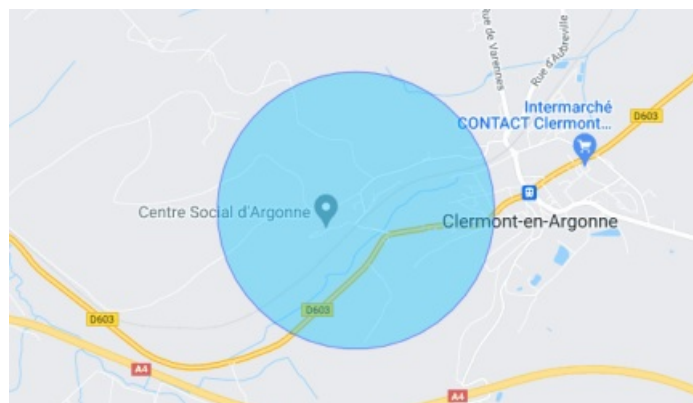 Rue de Varennes
Rue d'Aubréville
Intermarché
CONTACT Clermont...
D603
Centre Social d'Argonne
Clermont-en-Argonne
D603
D603
A4
A4